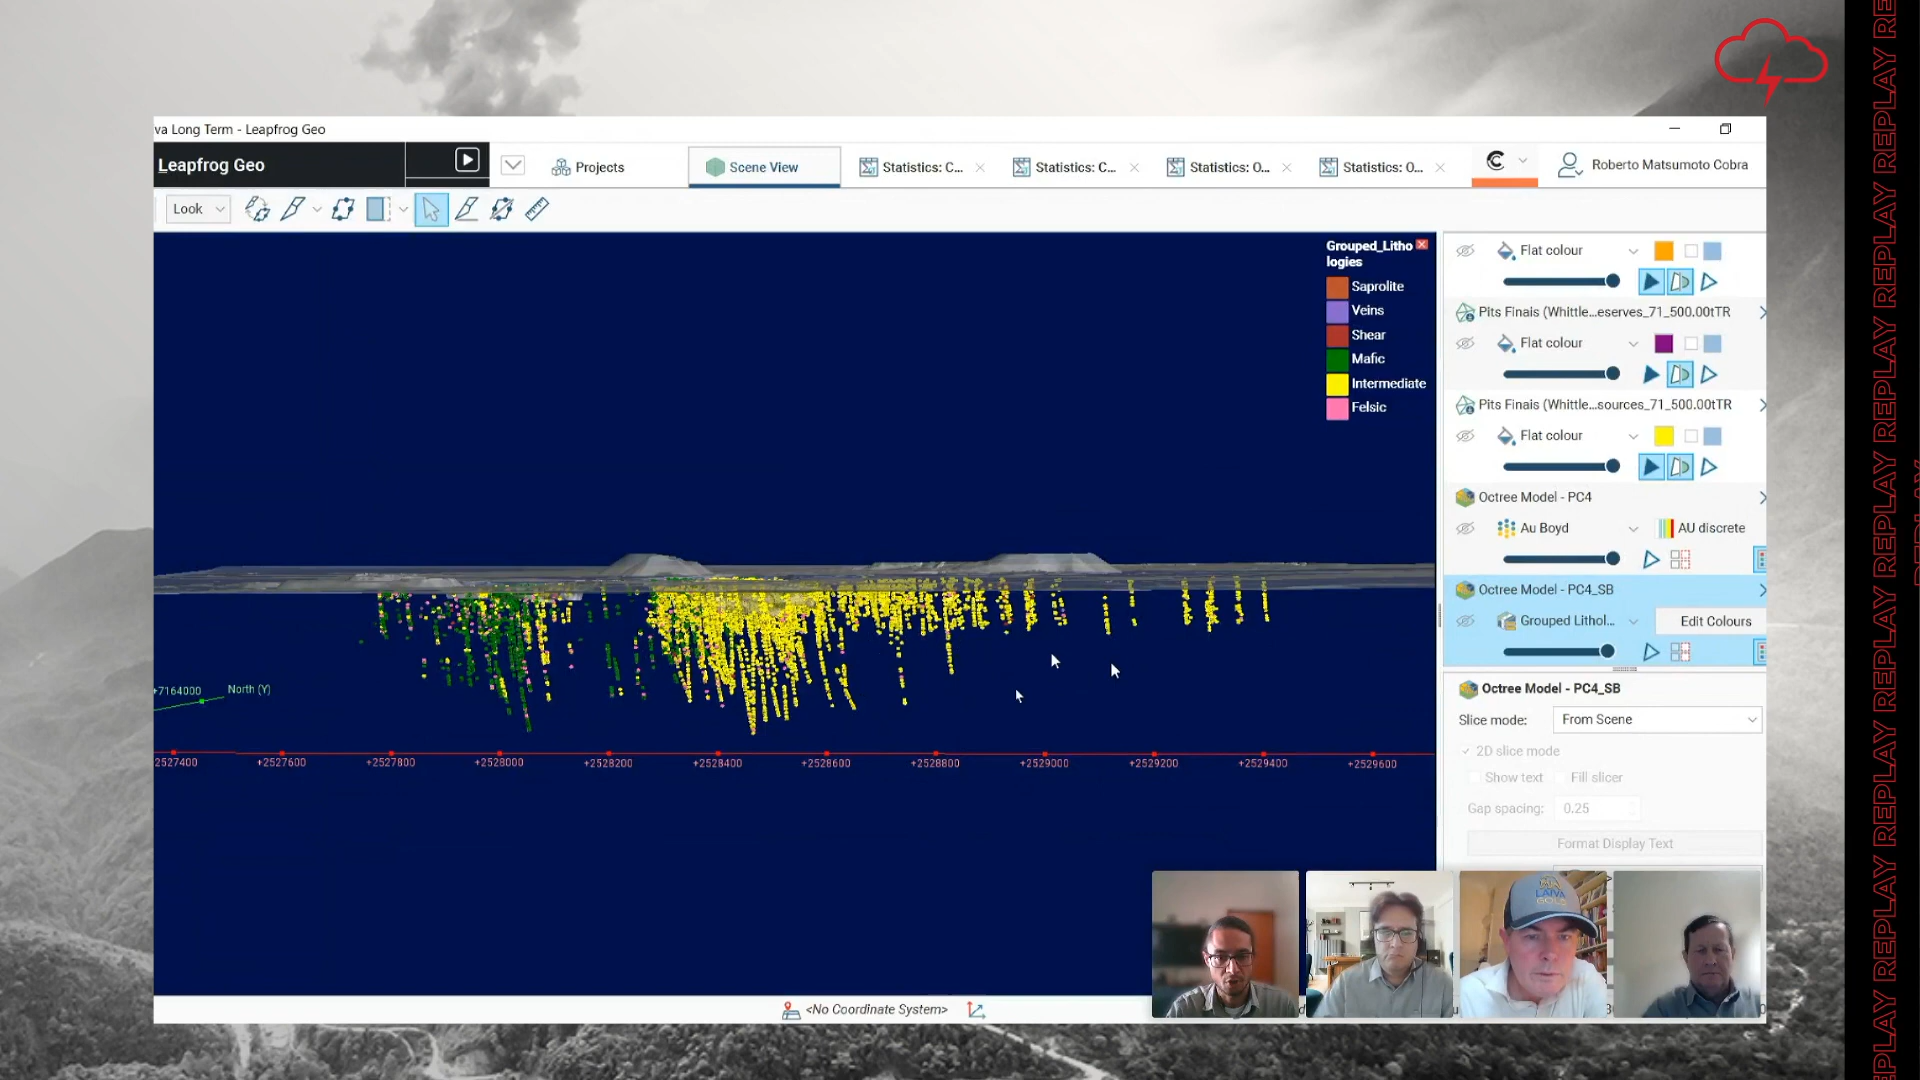 va Long Term - Leapfrog Geo
Leapfrog Geo
Projects
Scene View
Statistics: C...
Statistics: C...
Statistics: O...
Statistics: O...
Roberto Matsumoto Cobra
Look
Grouped_Litho
logies
Saprolite
Veins
Shear
Mafic
Intermediate
Felsic
Flat colour
Pits Finais (Whittle...eserves_71_500.00tTR
Flat colour
Pits Finais (Whittle...sources_71_500.00tTR
Flat colour
Octree Model - PC4
Au Boyd
AU discrete
Octree Model - PC4_SB
Grouped Lithol...
Edit Colours
Octree Model - PC4_SB
Slice mode:
From Scene
2D slice mode
Show text
Fill slicer
Gap spacing:
0.25
Format Display Text
+7164000
North (Y)
2527400
+2527600
+2527800
+2528000
+2528200
+2528400
+2528600
+2528800
+2529000
+2529200
+2529400
+2529600
<No Coordinate System>
LAIVA
GOLD
REPLAY REPLAY REPLAY REPLAY REPLAY REPLAY REPLAY REPLAY REPLAY